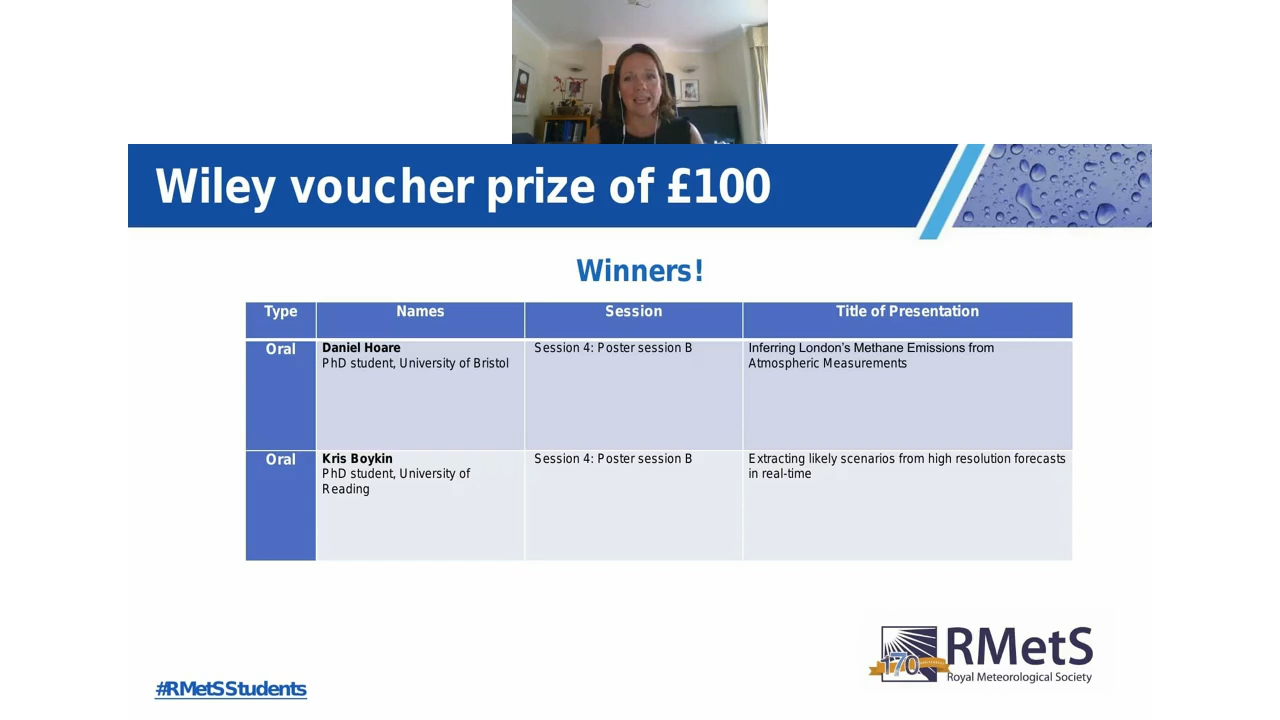 Wiley voucher prize of £100
Winners!
Type Names Session Title of Presentation
Oral Daniel Hoare Session 4: Poster session B Inferring London's Methane Emissions from
PhD student, University of Bristol Atmospheric Measurements
Oral Kris Boykin Session 4: Poster session B Extracting likely scenarios from high resolution forecasts
PhD student, University of in real-time
Reading
RMetS
170
Royal Meteorological Society
#RMetSStudents